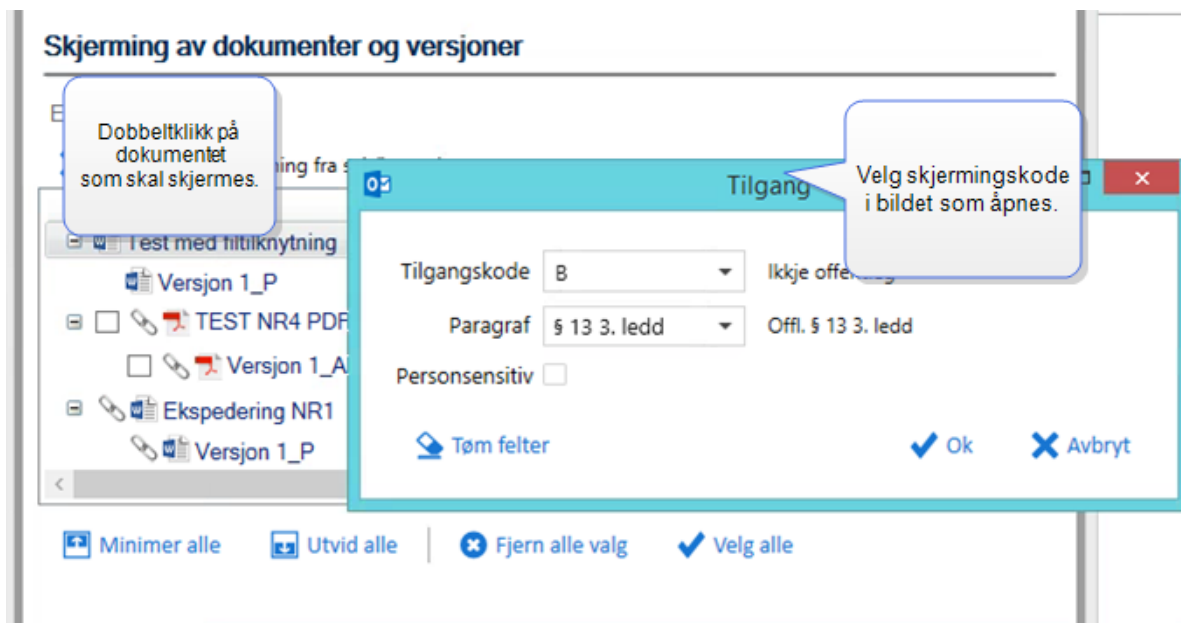 Skjerming av dokumenter og versjoner
Dobbeltklikk på
dokumentet
som skal skjermes.
fra
Tilgang
Velg skjermingskode
i bildet som åpnes.
Test med filtilknytning
Versjon 1_P
TEST NR4 PDF
Versjon 1_A
Ekspedering NR1
Versjon 1_P
Tilgangskode B Ikkje
Paragraf § 13 3. ledd Offl. § 13 3. ledd
Personsensitiv
Tøm felter Ok Avbryt
Minimer alle Utvid alle Fjern alle valg Velg alle